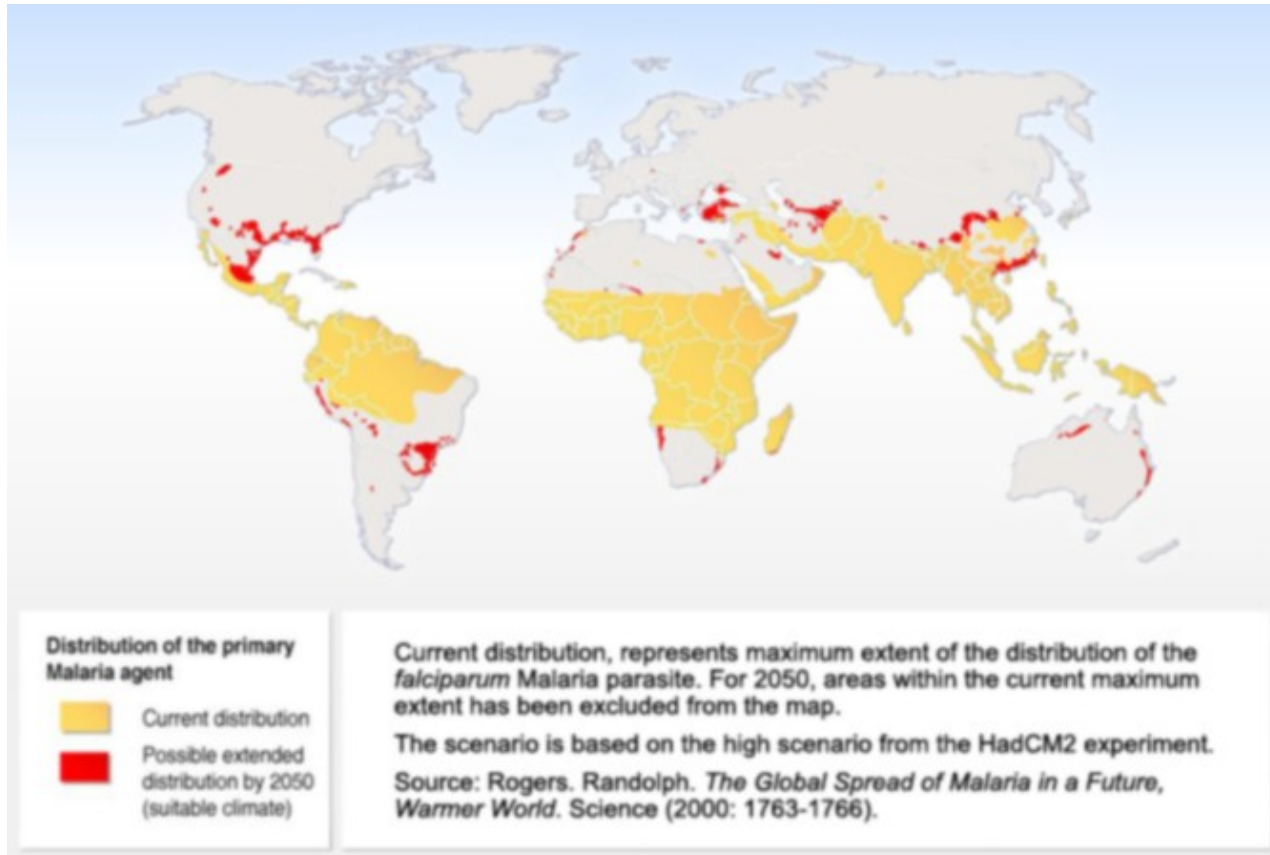 Distribution of the primary
Malaria agent
Current distribution
Possible extended
distribution by 2050
(suitable climate)
Current distribution, represents maximum extent of the distribution of the
falciparum Malaria parasite. For 2050, areas within the current maximum
extent has been excluded from the map.
The scenario is based on the high scenario from the HadCM2 experiment.
Source: Rogers. Randolph. The Global Spread of Malaria in a Future,
Warmer World. Science (2000: 1763-1766).